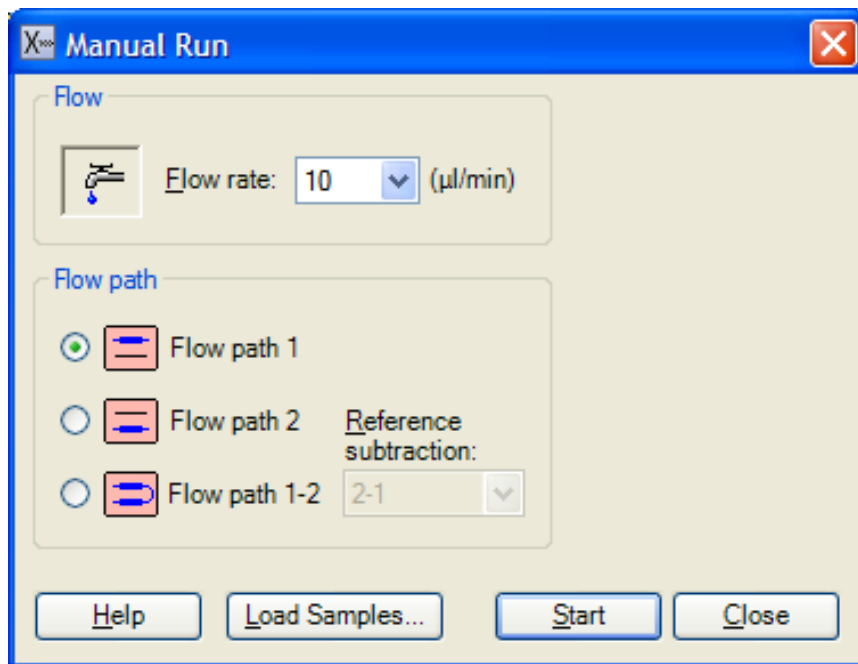 Manual Run
Flow
Flow rate: 10 (µl/min)
Flow path
Flow path 1
Flow path 2
Reference
subtraction:
Flow path 1-2
2-1
Help
Load Samples...
Start
Close